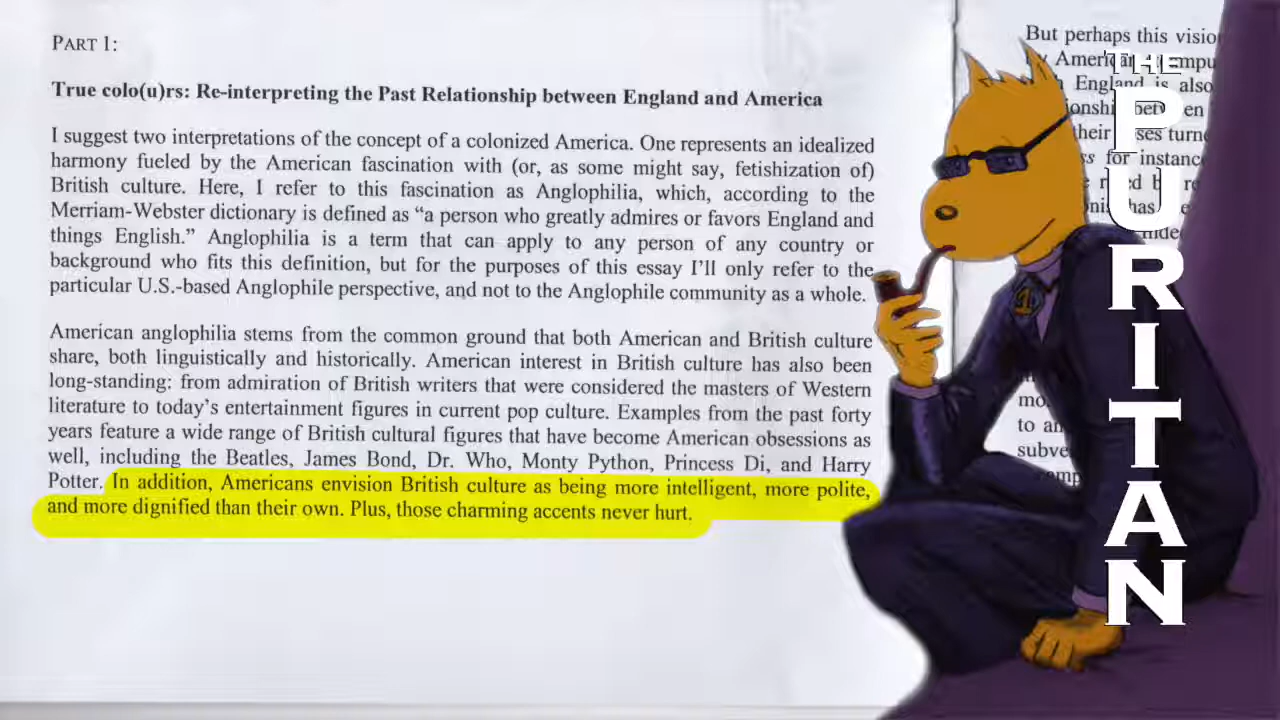 PART 1:
True colo(u)rs: Re-interpreting the Past Relationship between England and America
I suggest two interpretations of the concept of a colonized America. One represents an idealized
harmony fueled by the American fascination with (or, as some might say, fetishization of)
British culture. Here, I refer to this fascination as Anglophilia, which, according to the
Merriam-Webster dictionary is defined as “a person who greatly admires or favors England and
things English.” Anglophilia is a term that can apply to any person of any country or
background who fits this definition, but for the purposes of this essay I’ll only refer to the
particular U.S.-based Anglophile perspective, and not to the Anglophile community as a whole.
American anglophilia stems from the common ground that both American and British culture
share, both linguistically and historically. American interest in British culture has also been
long-standing: from admiration of British writers that were considered the masters of Western
literature to today’s entertainment figures in current pop culture. Examples from the past forty
years feature a wide range of British cultural figures that have become American obsessions as
well, including the Beatles, James Bond, Dr. Who, Monty Python, Princess Di, and Harry
Potter. In addition, Americans envision British culture as being more intelligent, more polite,
and more dignified than their own. Plus, those charming accents never hurt.
But perhaps this
England is also
their
for instance
to
THE
PURITAN